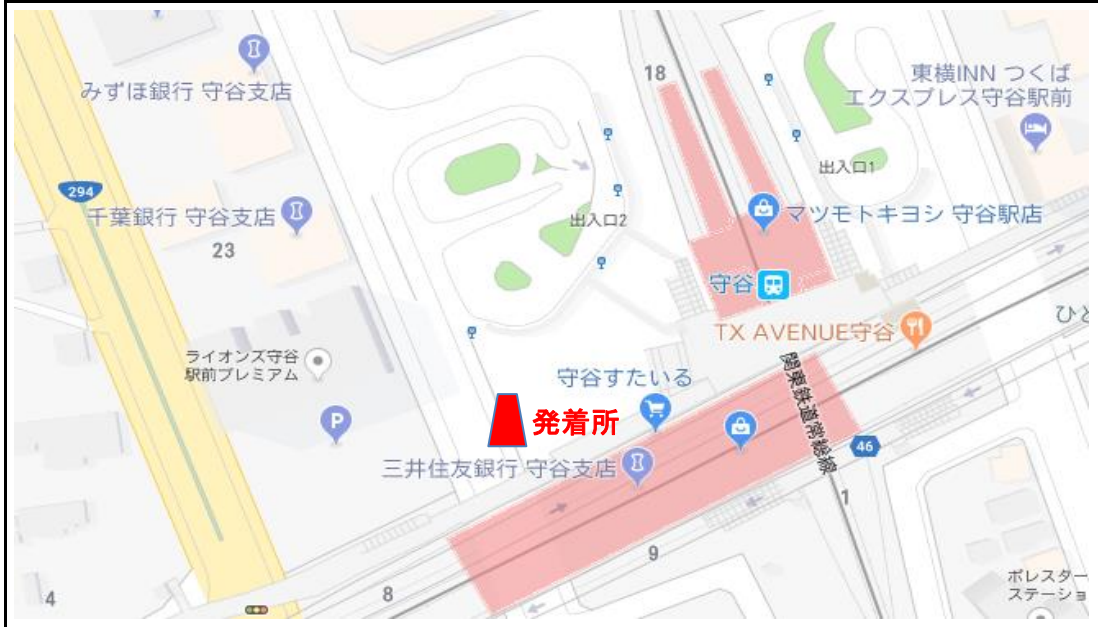 みずほ銀行 守谷支店
18
東横INN つくば
エクスプレス守谷駅前
出入口1
294
千葉銀行 守谷支店
23
出入口2
マツモトキヨシ 守谷駅店
守谷
TX AVENUE守谷
ひと
ライオンズ守谷
駅前プレミアム
守谷すたいる
関東鉄道常総線
P
発着所
三井住友銀行 守谷支店
46
1
9
8
4
ポレスター
ステーショ